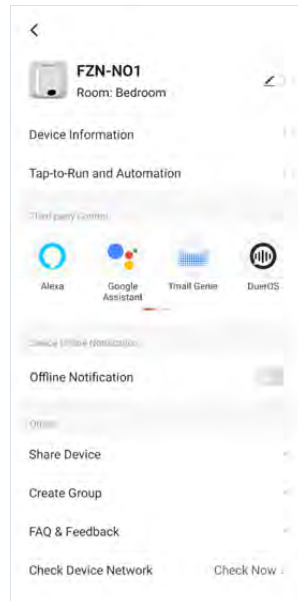 FZN-NO1
Room: Bedroom
Device Information
Tap-to-Run and Automation
Third-party Control
Alexa
Google
Assistant
Tmall Genie
DuerOS
Device Offline Notification
Offline Notification
Others
Share Device
Create Group
FAQ & Feedback
Check Device Network
Check Now